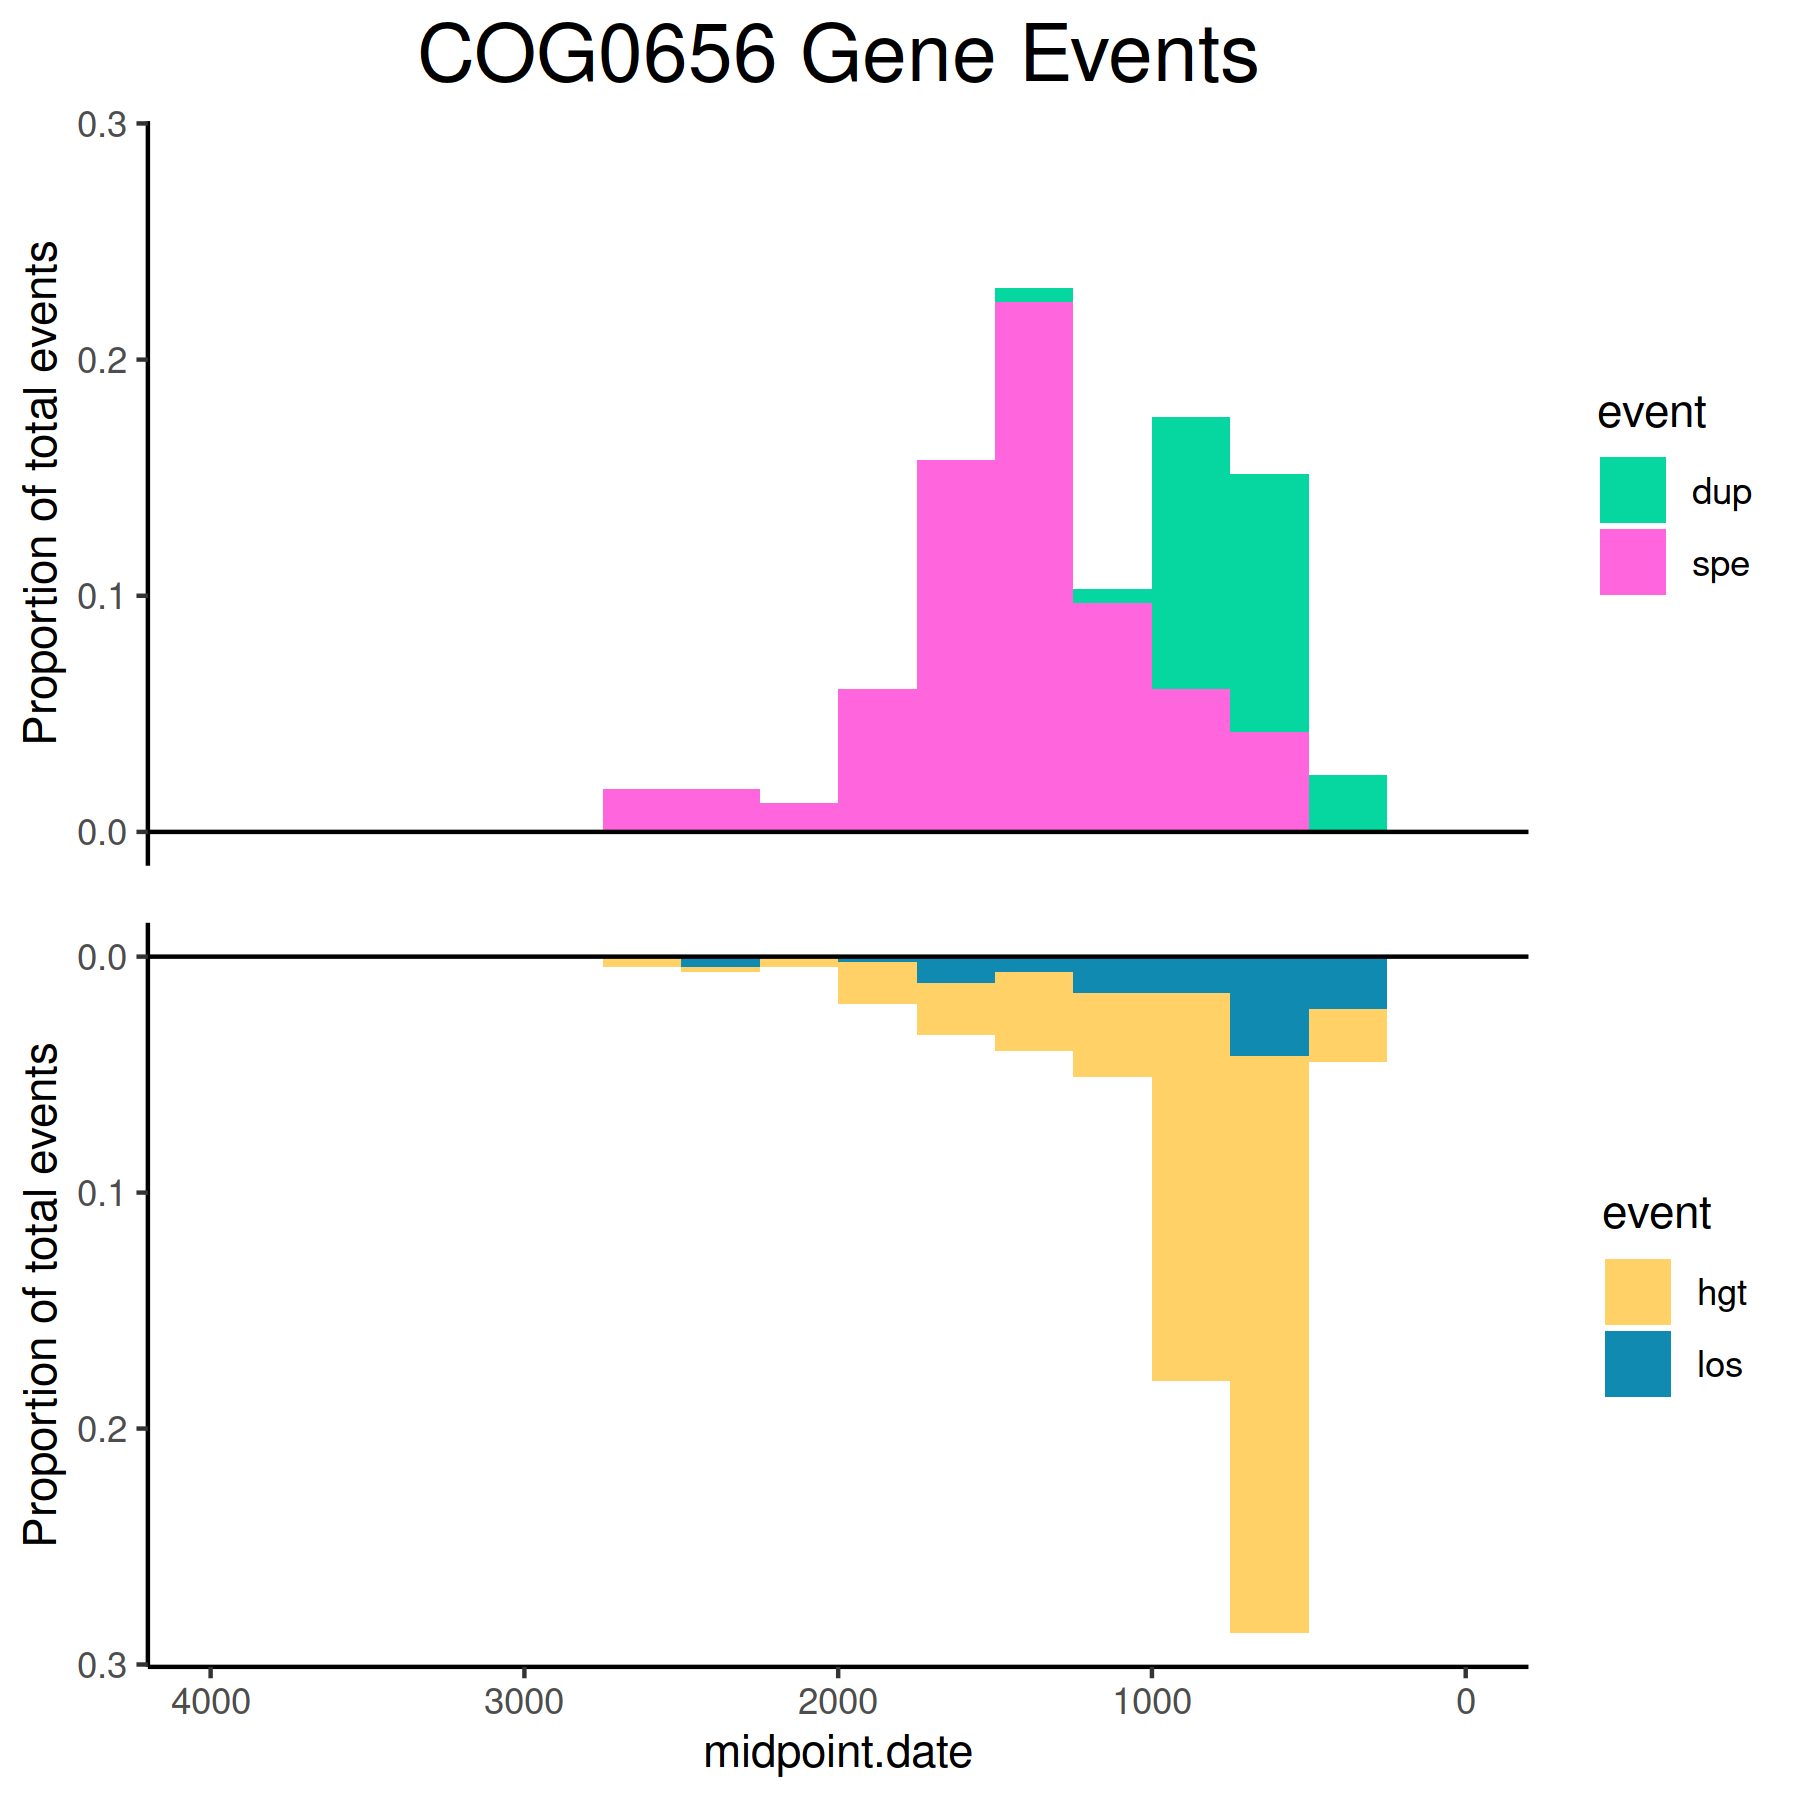 COG0656 Gene Events
Proportion of total events
0.3
0.2
0.1
0.0
event
dup
spe
Proportion of total events
0.0
0.1
0.2
0.3
event
hgt
los
4000 3000 2000 1000 0
midpoint.date